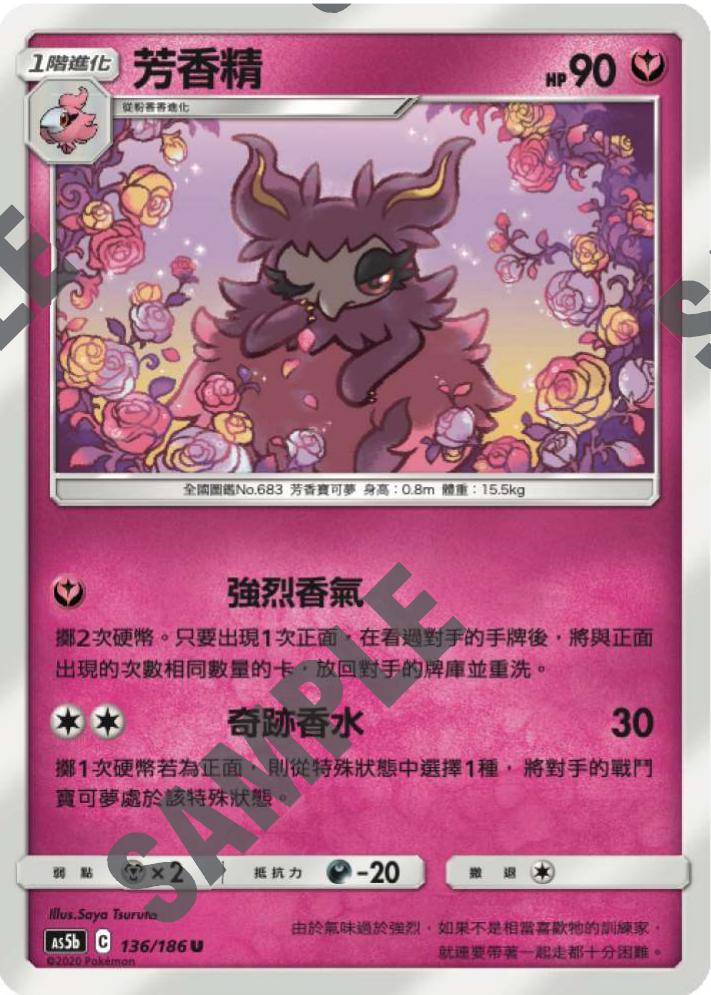 1階進化
芳香精
HP 90
從粉香香進化
全國圖鑑No.683 芳香寶可夢 身高：0.8m 體重：15.5kg
強烈香氣
擲2次硬幣。只要出現1次正面，在看過對手的手牌後，將與正面
出現的次數相同數量的卡，放回對手的牌庫並重洗。
奇跡香水 30
擲1次硬幣若為正面，則從特殊狀態中選擇1種，將對手的戰鬥
寶可夢處於該特殊狀態。
弱點 ×2 抵抗力 -20 撤退
Illus.Saya Tsuruta
AS5b C 136/186 U
©2020 Pokémon
由於氣味過於強烈，如果不是相當喜歡牠的訓練家，
就連要帶著一起走都十分困難。
SAMPLE